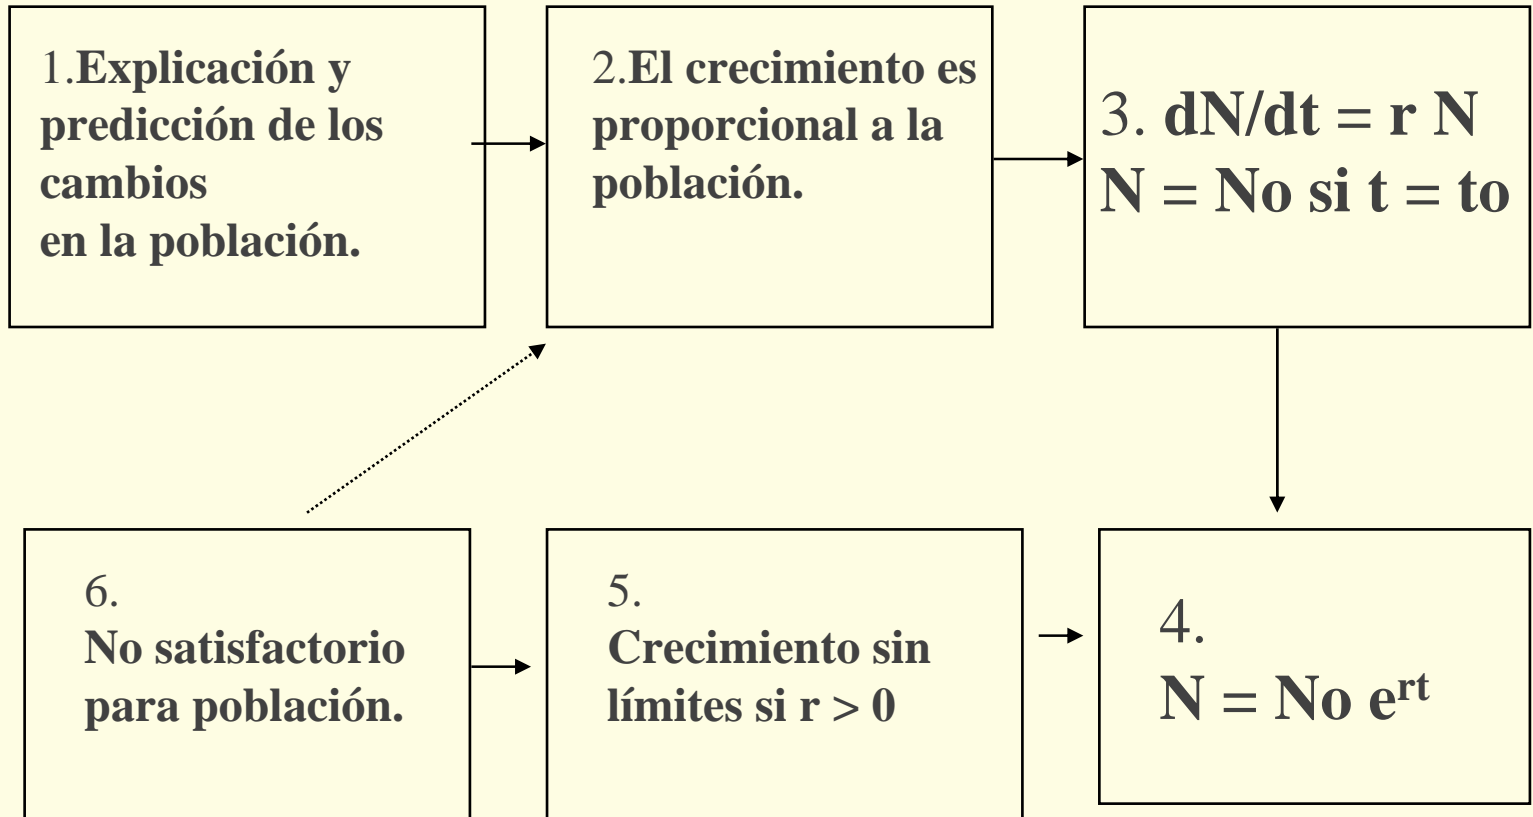 1.Explicación y
predicción de los
cambios
en la población.
2.El crecimiento es
proporcional a la
población.
3. dN/dt = r N
N = No si t = to
6.
No satisfactorio
para población.
5.
Crecimiento sin
límites si r > 0
4.
N = No e^rt